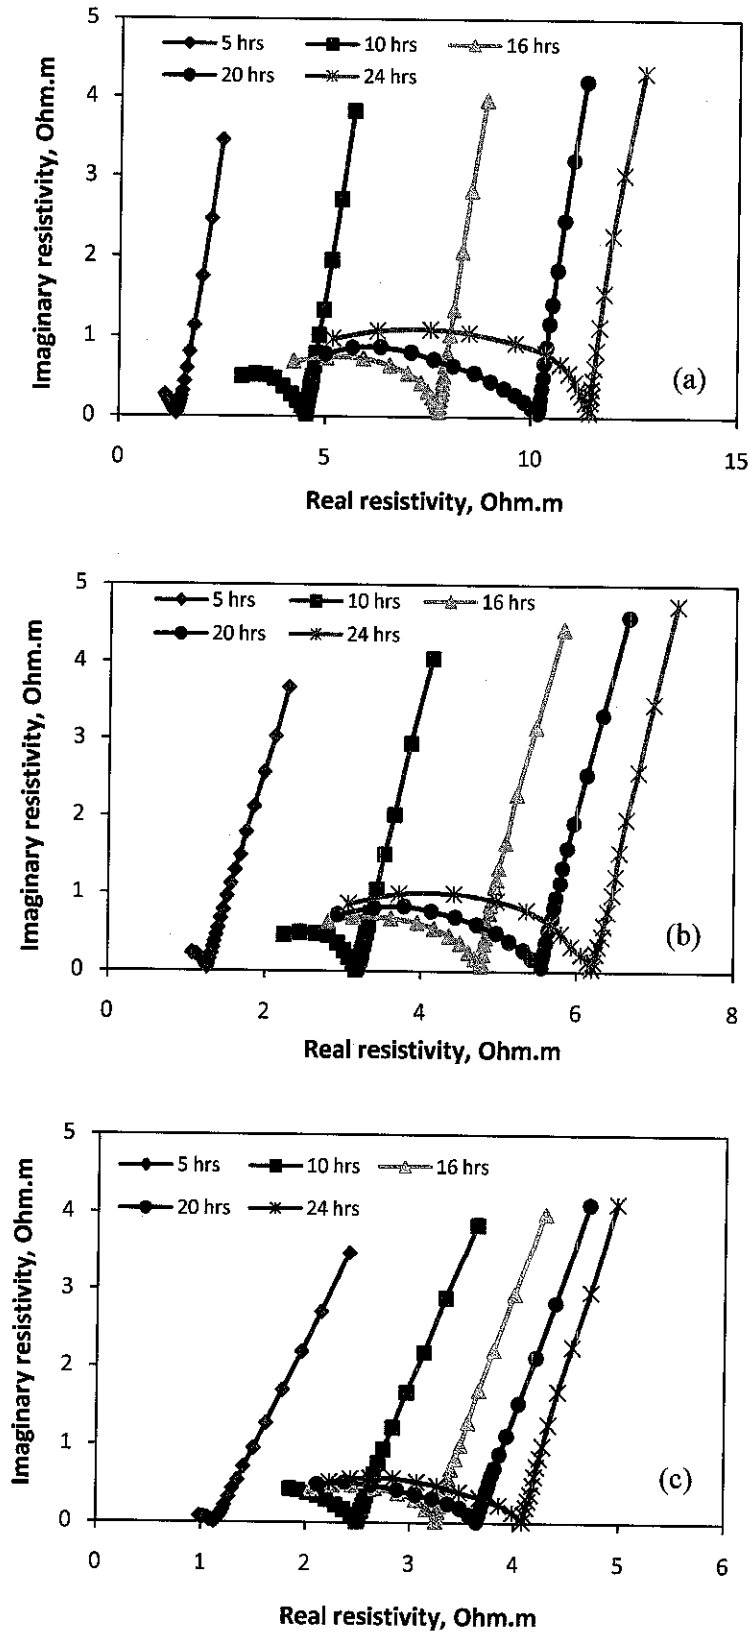 5
5 hrs 10 hrs 16 hrs
20 hrs 24 hrs
4
3
2
1
0
(a)
0 5 10 15
Imaginary resistivity, Ohm.m
Real resistivity, Ohm.m
5
5 hrs 10 hrs 16 hrs
20 hrs 24 hrs
4
3
2
1
0
(b)
0 2 4 6 8
Imaginary resistivity, Ohm.m
Real resistivity, Ohm.m
5
5 hrs 10 hrs 16 hrs
20 hrs 24 hrs
4
3
2
1
0
(c)
0 1 2 3 4 5 6
Imaginary resistivity, Ohm.m
Real resistivity, Ohm.m